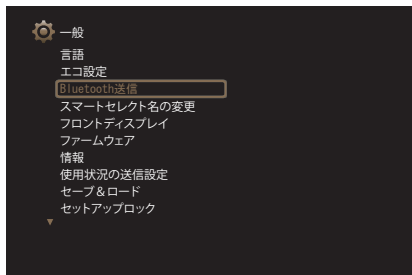 一般
言語
エコ設定
Bluetooth送信
スマートセレクト名の変更
フロントディスプレイ
ファームウェア
情報
使用状況の送信設定
セーブ＆ロード
セットアップロック